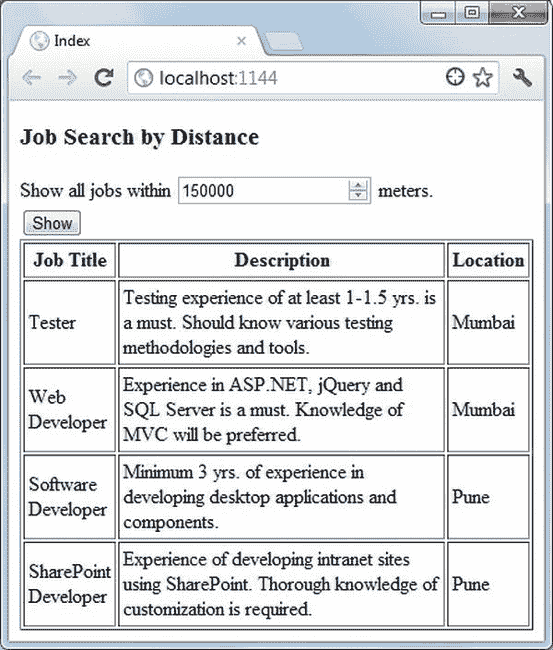 Index
localhost:1144
Job Search by Distance
Show all jobs within 150000 meters.
Show
Job Title Description Location
Tester
Testing experience of at least 1-1.5 yrs. is
a must. Should know various testing
methodologies and tools.
Mumbai
Web
Developer
Experience in ASP.NET, jQuery and
SQL Server is a must. Knowledge of
MVC will be preferred.
Mumbai
Software
Developer
Minimum 3 yrs. of experience in
developing desktop applications and
components.
Pune
SharePoint
Developer
Experience of developing intranet sites
using SharePoint. Thorough knowledge of
customization is required.
Pune